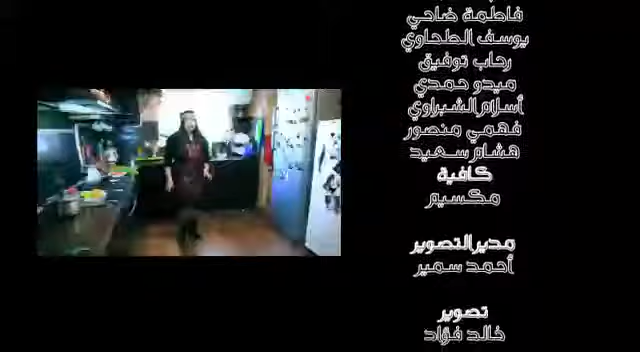 فاطمة ضاحي
يوسف الطحاوي
رحاب توفيق
ميدو حمدي
أسلام الشبراوي
فهمي منصور
هشام سعيد
كافية
مكسيم
مدير التصوير
أحمد سمير
تصوير
خالد فؤاد